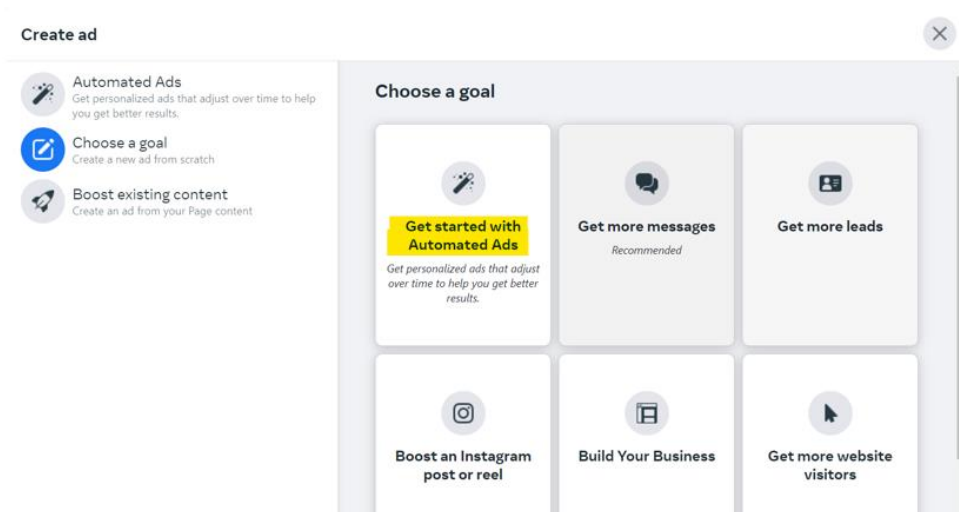 Create ad
Automated Ads
Get personalized ads that adjust over time to help
you get better results.
Choose a goal
Create a new ad from scratch
Boost existing content
Create an ad from your Page content
Choose a goal
Get started with
Automated Ads
Get personalized ads that adjust
over time to help you get better
results.
Get more messages
Recommended
Get more leads
Boost an Instagram
post or reel
Build Your Business
Get more website
visitors